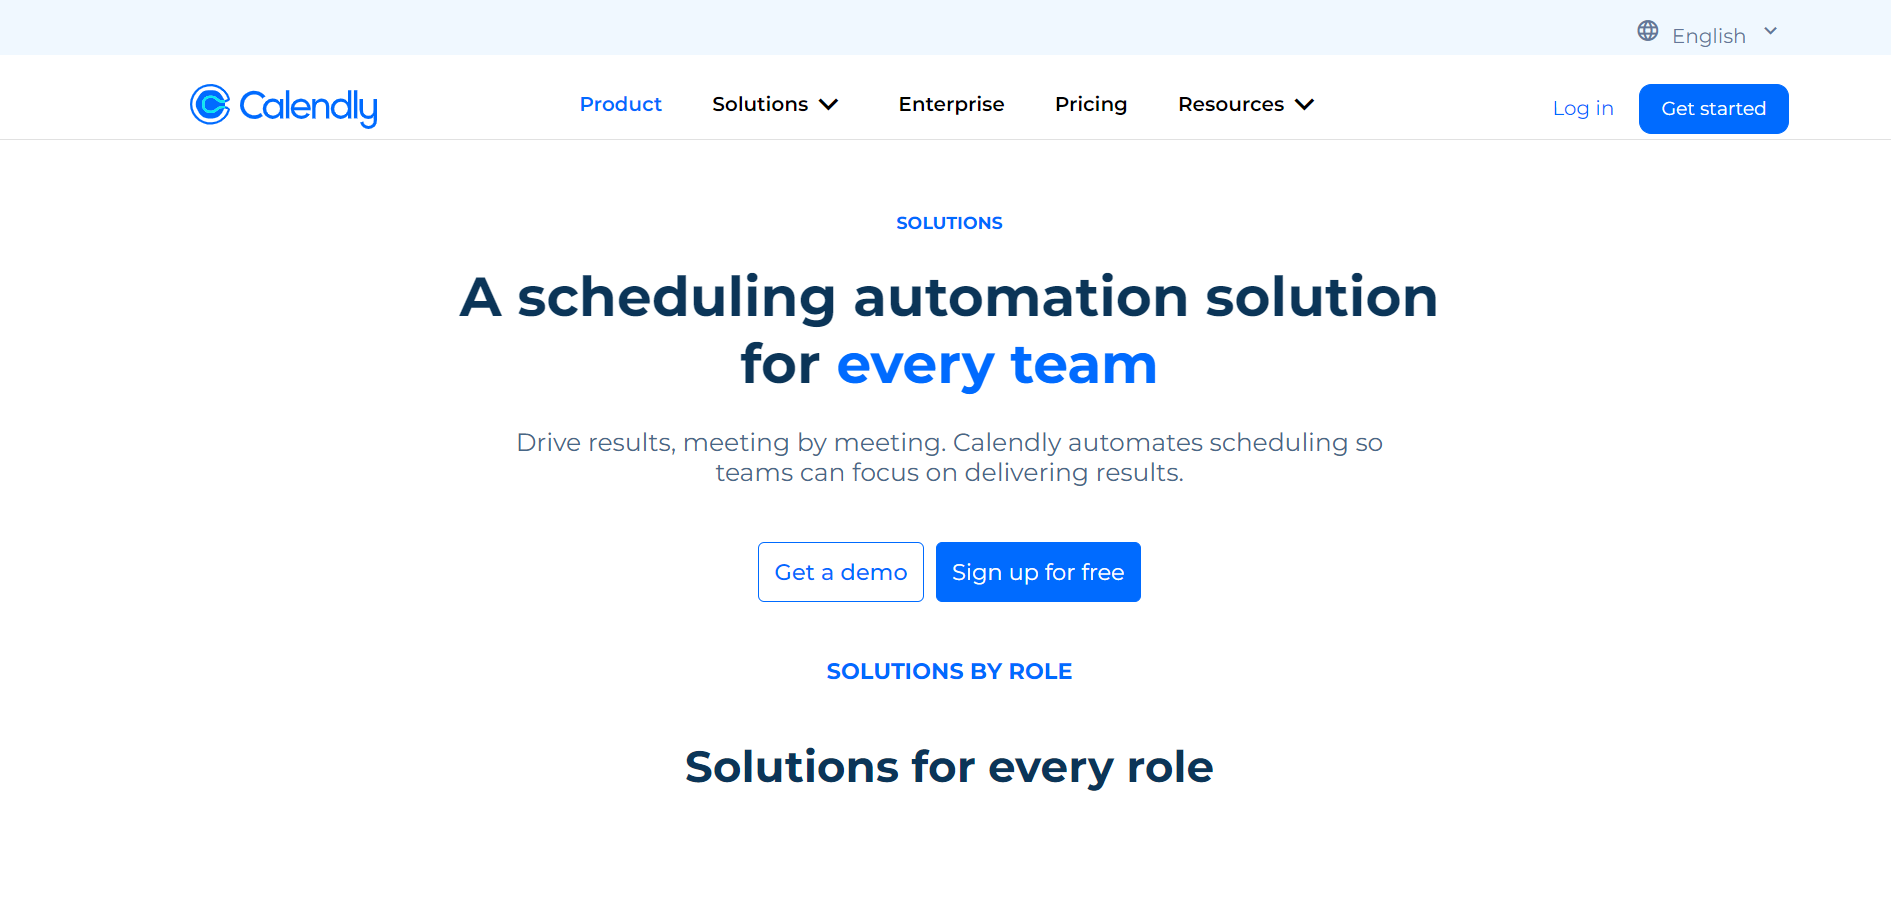 English
Calendly
Product Solutions Enterprise Pricing Resources
Log in Get started
SOLUTIONS
A scheduling automation solution
for every team
Drive results, meeting by meeting. Calendly automates scheduling so
teams can focus on delivering results.
Get a demo Sign up for free
SOLUTIONS BY ROLE
Solutions for every role